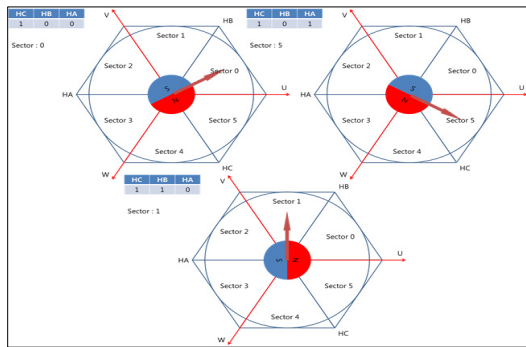 HC HB HA
1 0 0
Sector : 0
V
HB
Sector 1
Sector 2
Sector 0
S
N
U
HA
Sector 3
Sector 5
Sector 4
W
HC
HC HB HA
1 0 1
Sector : 5
V
HB
Sector 1
Sector 2
Sector 0
S
N
U
HA
Sector 3
Sector 5
Sector 4
W
HC
HC HB HA
1 1 0
Sector : 1
V
HB
Sector 1
Sector 2
Sector 0
U
HA
S N
Sector 3
Sector 5
Sector 4
W
HC